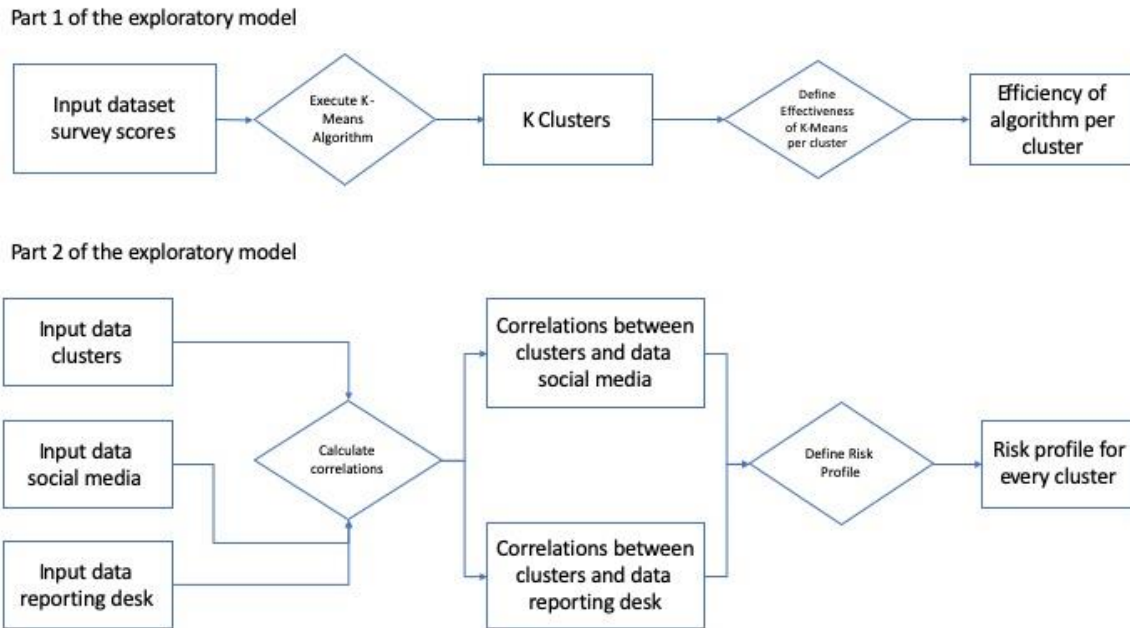 Part 1 of the exploratory model
Input dataset
survey scores
Execute K-
Means
Algorithm
K Clusters
Define
Effectiveness
of K-Means
per cluster
Efficiency of
algorithm per
cluster
Part 2 of the exploratory model
Input data
clusters
Input data
social media
Input data
reporting desk
Calculate
correlations
Correlations between
clusters and data
social media
Correlations between
clusters and data
reporting desk
Define Risk
Profile
Risk profile for
every cluster